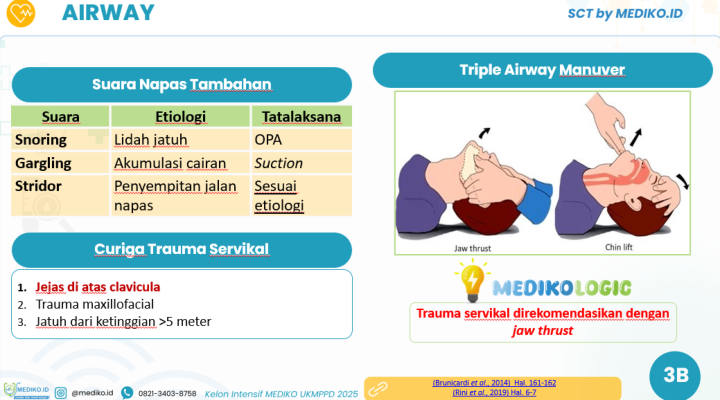 AIRWAY
SCT by MEDIKO.ID
Suara Napas Tambahan
Suara Etiologi Tatalaksana
Snoring Lidah jatuh OPA
Gargling Akumulasi cairan Suction
Stridor Penyempitan jalan Sesuai
napas etiologi
Curiga Trauma Servikal
1. Jejas di atas clavicula
2. Trauma maxillofacial
3. Jatuh dari ketinggian >5 meter
Triple Airway Manuver
Jaw thrust
Chin lift
MEDIKOLOGIC
Trauma servikal direkomendasikan dengan
jaw thrust
3B
MEDIKO.ID
@mediko.id
0821-3403-8758
Kelon Intensif MEDIKO UKMPPD 2025
(Brunicardi et al., 2014) Hal. 161-162
(Rini et al., 2019) Hal. 6-7